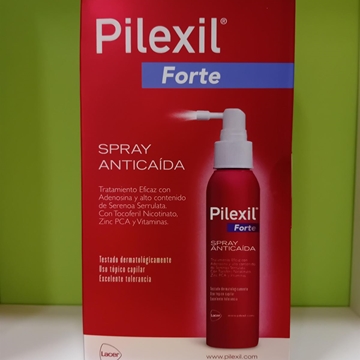 Pilexil®
Forte
SPRAY
ANTICAÍDA
Tratamiento Eficaz con
Adenosina y alto contenido
de Serenoa Serrulata.
Con Tocoferil Nicotinato,
Zinc PCA y Vitaminas.
Testado dermatológicamente
Uso tópico capilar
Excelente tolerancia
Lacer
Pilexil®
Forte
SPRAY
ANTICAÍDA
Lacer
www.pilexil.com